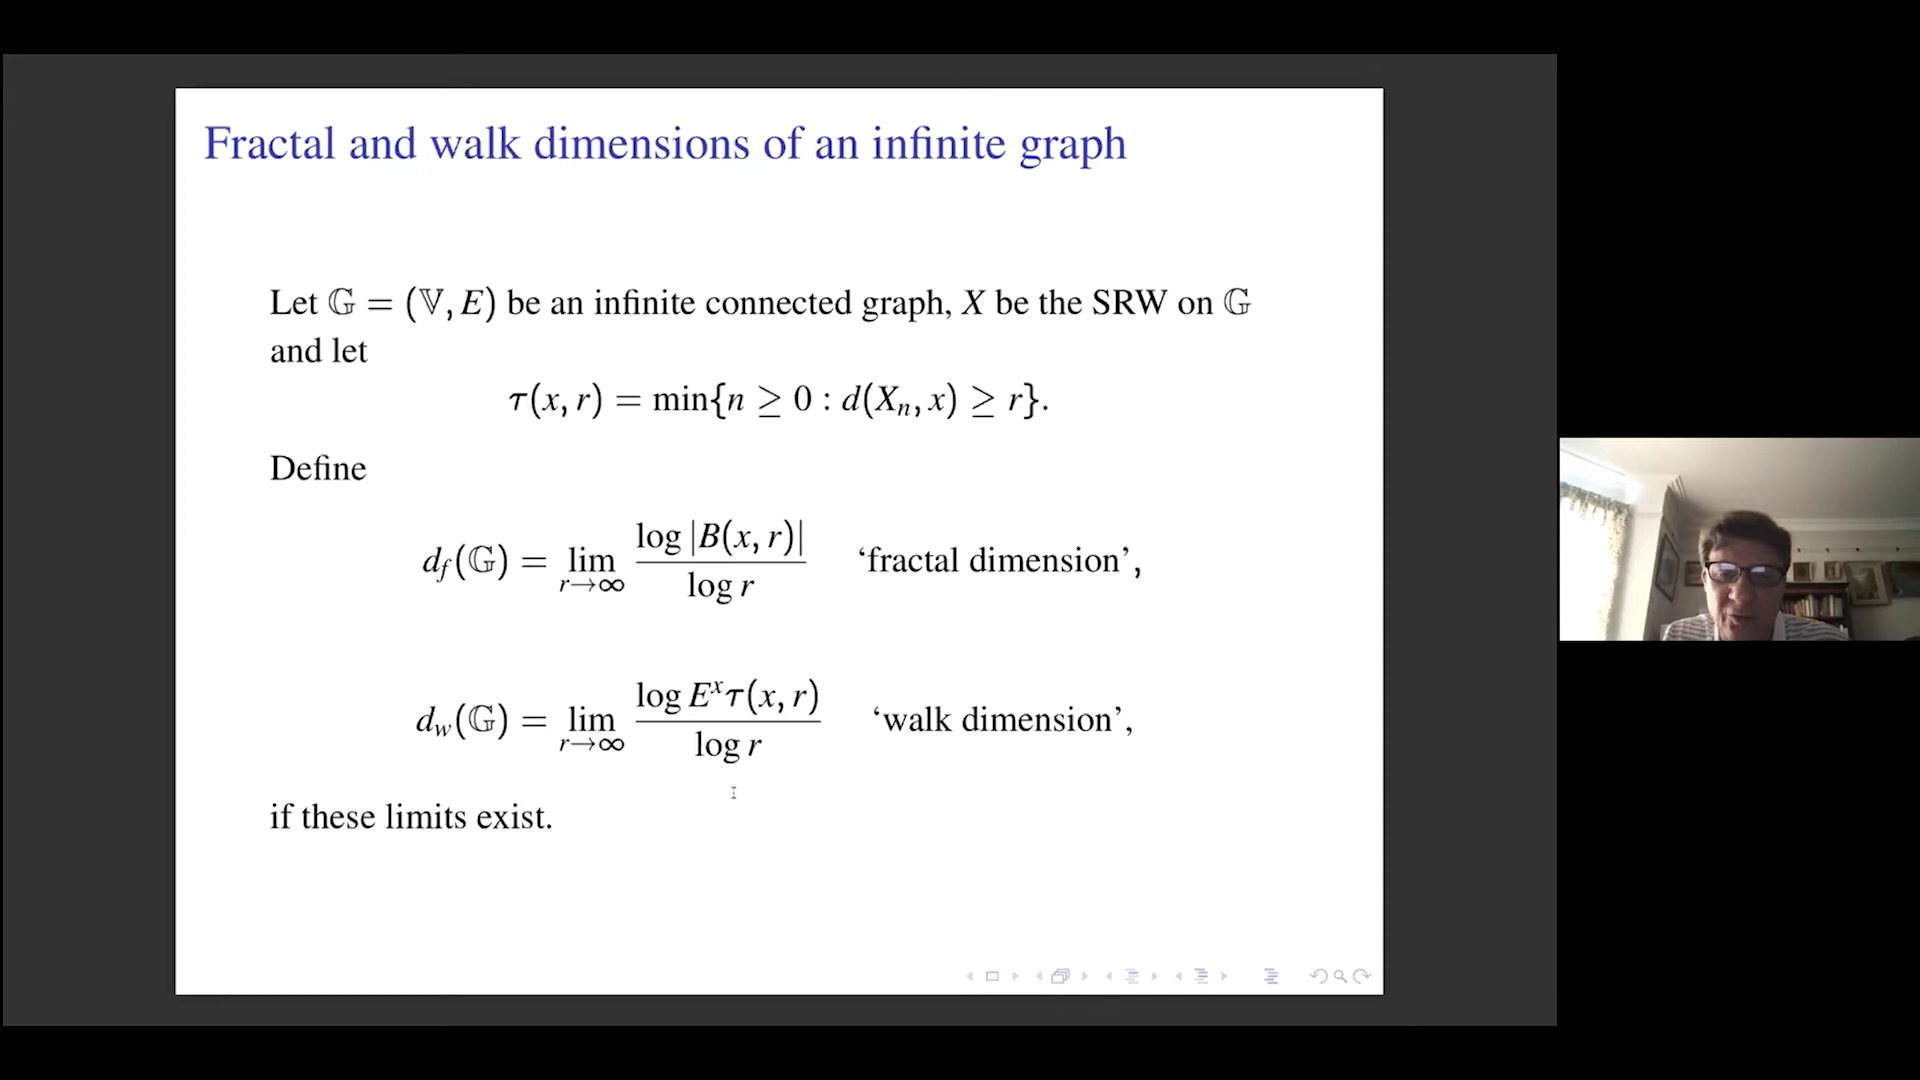 Fractal and walk dimensions of an infinite graph
Let 𝔾 = (𝕍, E) be an infinite connected graph, X be the SRW on 𝔾
and let
τ(x, r) = min{n ≥ 0 : d(Xₙ, x) ≥ r}.
Define
d_f(𝔾) = lim_{r→∞} log |B(x, r)| / log r ‘fractal dimension’,
d_w(𝔾) = lim_{r→∞} log Eˣτ(x, r) / log r ‘walk dimension’,
if these limits exist.